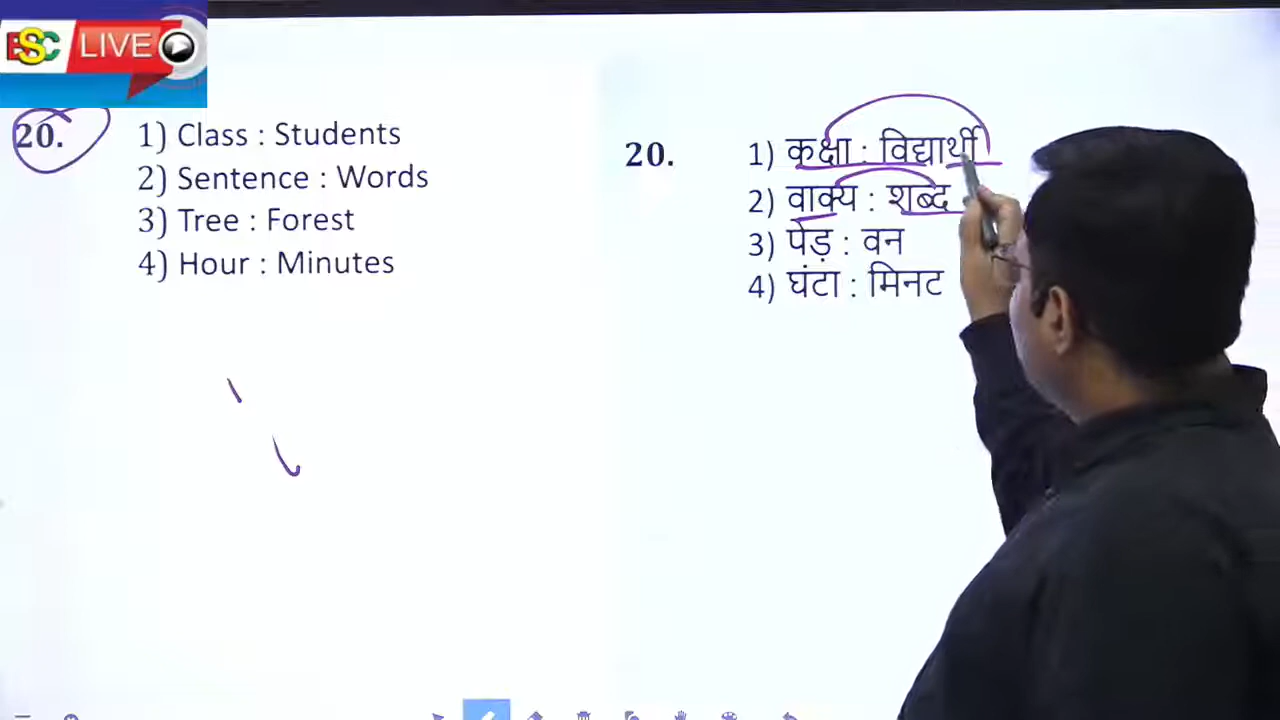 BSC LIVE
20.
1) Class : Students
2) Sentence : Words
3) Tree : Forest
4) Hour : Minutes
20.
1) कक्षा : विद्यार्थी
2) वाक्य : शब्द
3) पेड़ : वन
4) घंटा : मिनट